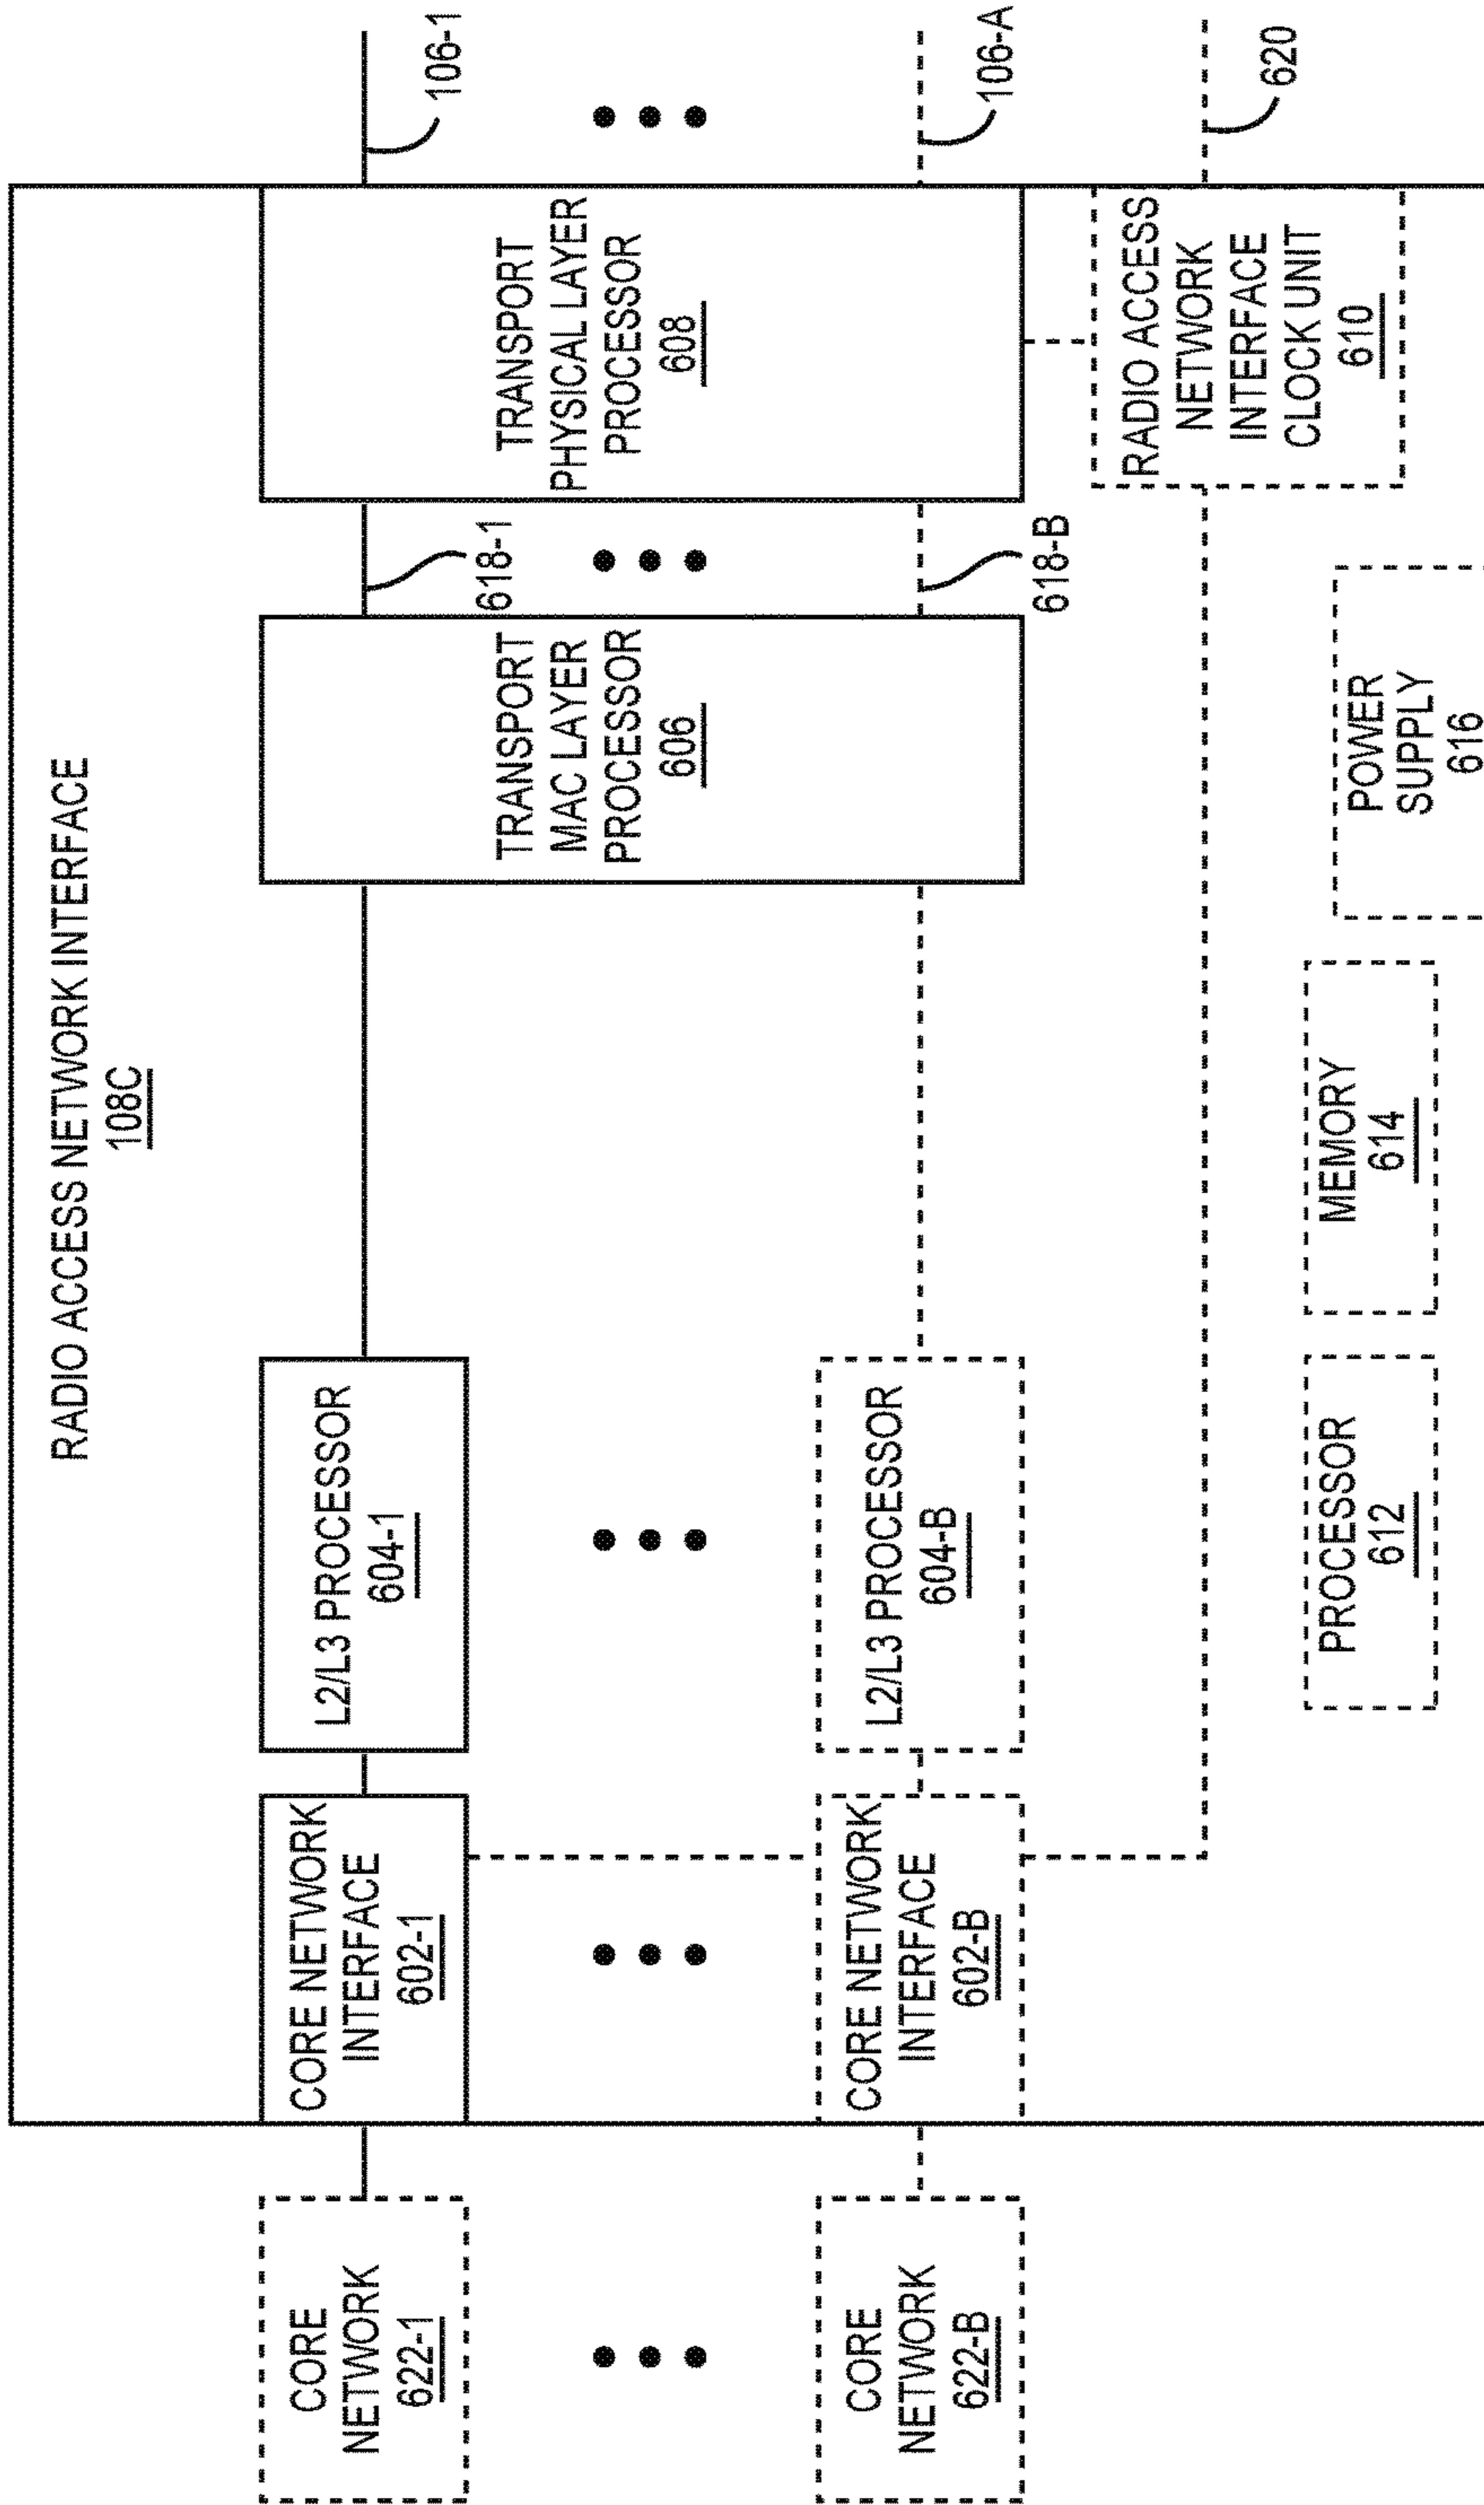 RADIO ACCESS NETWORK INTERFACE
108C
CORE
NETWORK
622-1
CORE NETWORK
INTERFACE
602-1
L2/L3 PROCESSOR
604-1
TRANSPORT
MAC LAYER
PROCESSOR
606
618-1
TRANSPORT
PHYSICAL LAYER
PROCESSOR
608
106-1
CORE
NETWORK
622-B
CORE NETWORK
INTERFACE
602-B
L2/L3 PROCESSOR
604-B
618-B
106-A
RADIO ACCESS
NETWORK
INTERFACE
CLOCK UNIT
610
620
PROCESSOR
612
MEMORY
614
POWER
SUPPLY
616